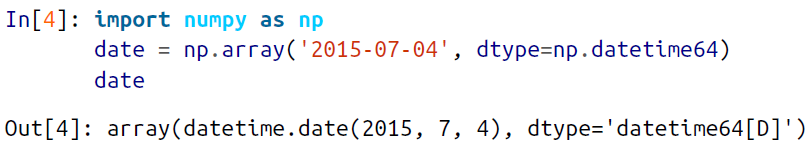 In[4]: import numpy as np
date = np.array('2015-07-04', dtype=np.datetime64)
date
Out[4]: array(datetime.date(2015, 7, 4), dtype='datetime64[D]')